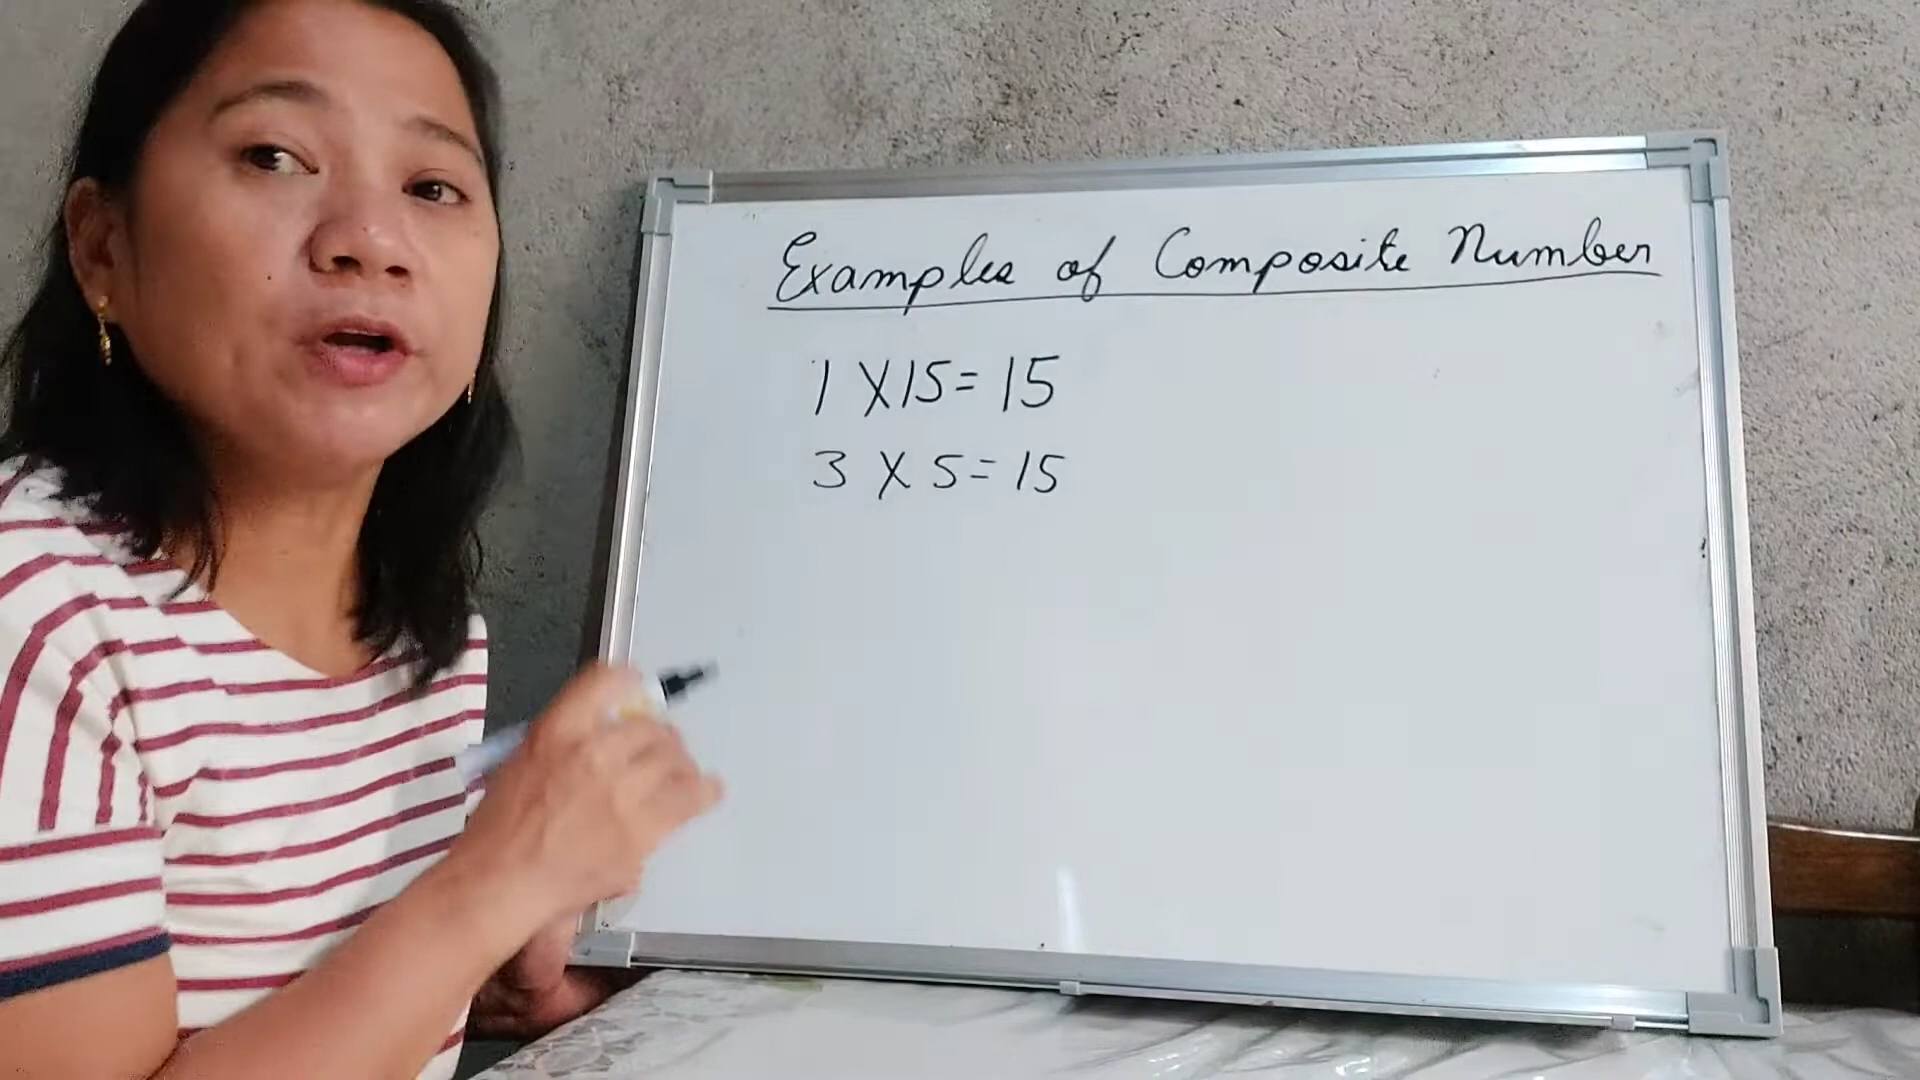 Examples of Composite Number
1 X 15 = 15
3 X 5 = 15